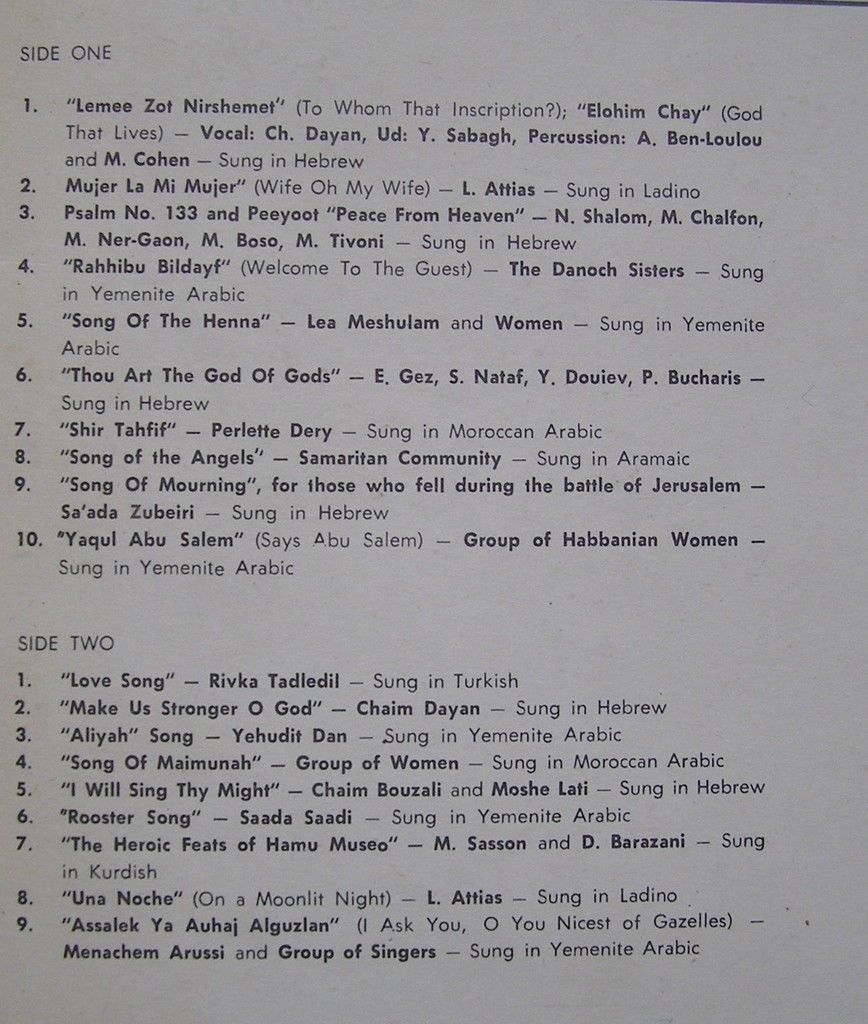 SIDE ONE
1. "Lemee Zot Nirshemet" (To Whom That Inscription?); "Elohim Chay" (God
That Lives) — Vocal: Ch. Dayan, Ud: Y. Sabagh, Percussion: A. Ben-Loulou
and M. Cohen — Sung in Hebrew
2. Mujer La Mi Mujer" (Wife Oh My Wife) — L. Attias — Sung in Ladino
3. Psalm No. 133 and Peeyoot "Peace From Heaven" — N. Shalom, M. Chalfon,
M. Ner-Gaon, M. Boso, M. Tivoni — Sung in Hebrew
4. "Rahhibu Bildayf" (Welcome To The Guest) — The Danoch Sisters — Sung
in Yemenite Arabic
5. "Song Of The Henna" — Lea Meshulam and Women — Sung in Yemenite
Arabic
6. "Thou Art The God Of Gods" — E. Gez, S. Nataf, Y. Douiev, P. Bucharis —
Sung in Hebrew
7. "Shir Tahfif" — Perlette Dery — Sung in Moroccan Arabic
8. "Song of the Angels" — Samaritan Community — Sung in Aramaic
9. "Song Of Mourning", for those who fell during the battle of Jerusalem —
Sa'ada Zubeiri — Sung in Hebrew
10. "Yaqul Abu Salem" (Says Abu Salem) — Group of Habbanian Women —
Sung in Yemenite Arabic
SIDE TWO
1. "Love Song" — Rivka Tadledil — Sung in Turkish
2. "Make Us Stronger O God" — Chaim Dayan — Sung in Hebrew
3. "Aliyah" Song — Yehudit Dan — Sung in Yemenite Arabic
4. "Song Of Maimunah" — Group of Women — Sung in Moroccan Arabic
5. "I Will Sing Thy Might" — Chaim Bouzali and Moshe Lati — Sung in Hebrew
6. "Rooster Song" — Saada Saadi — Sung in Yemenite Arabic
7. "The Heroic Feats of Hamu Museo" — M. Sasson and D. Barazani — Sung
in Kurdish
8. "Una Noche" (On a Moonlit Night) — L. Attias — Sung in Ladino
9. "Assalek Ya Auhaj Alguzlan" (I Ask You, O You Nicest of Gazelles) —
Menachem Arussi and Group of Singers — Sung in Yemenite Arabic